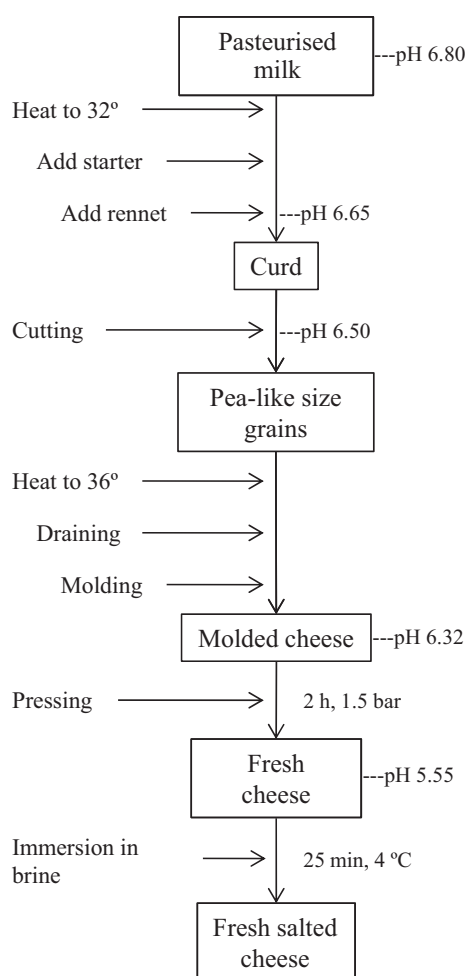 Pasteurised
milk
---pH 6.80
Heat to 32º
Add starter
Add rennet
---pH 6.65
Curd
Cutting
---pH 6.50
Pea-like size
grains
Heat to 36º
Draining
Molding
Molded cheese
---pH 6.32
Pressing
2 h, 1.5 bar
Fresh
cheese
---pH 5.55
Immersion in
brine
25 min, 4 ºC
Fresh salted
cheese